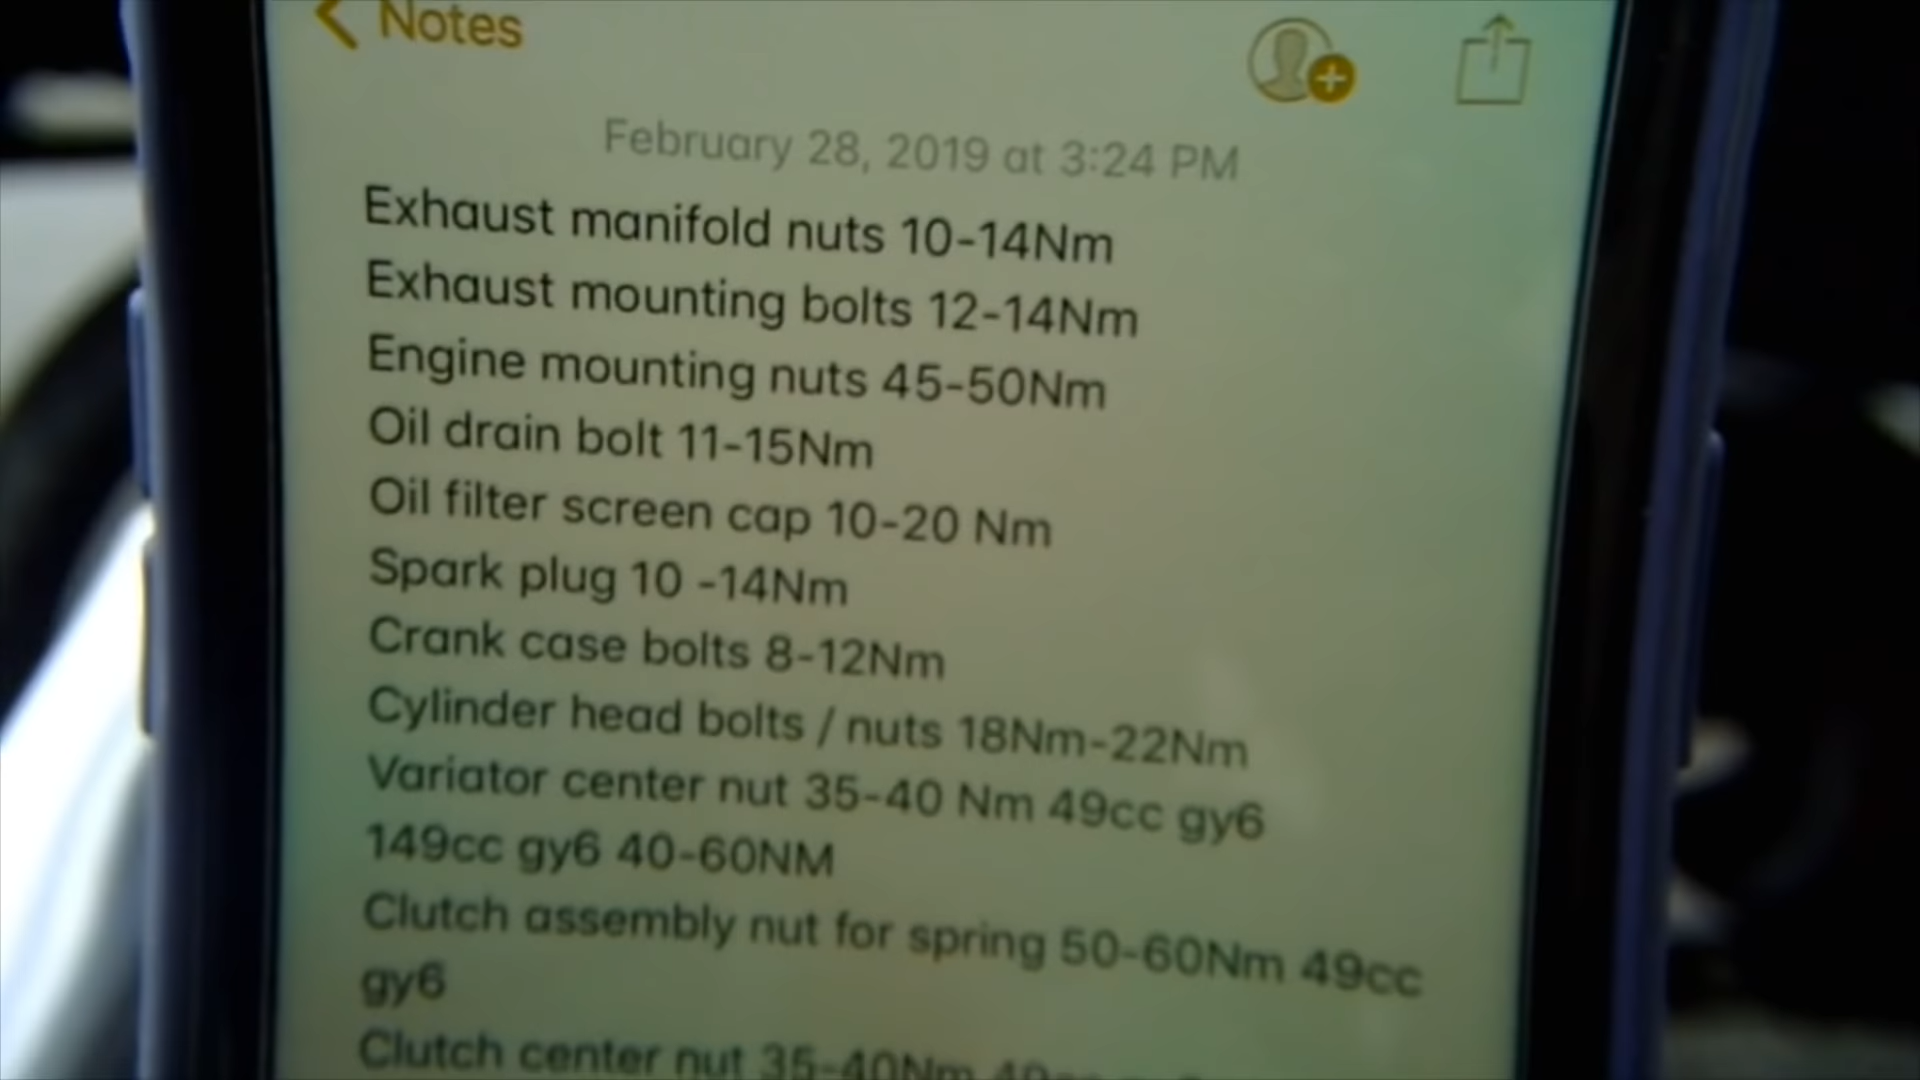 Notes
February 28, 2019 at 3:24 PM
Exhaust manifold nuts 10-14Nm
Exhaust mounting bolts 12-14Nm
Engine mounting nuts 45-50Nm
Oil drain bolt 11-15Nm
Oil filter screen cap 10-20 Nm
Spark plug 10 -14Nm
Crank case bolts 8-12Nm
Cylinder head bolts / nuts 18Nm-22Nm
Variator center nut 35-40 Nm 49cc gy6
149cc gy6 40-60NM
Clutch assembly nut for spring 50-60Nm 49cc
gy6
Clutch center nut 35-40Nm